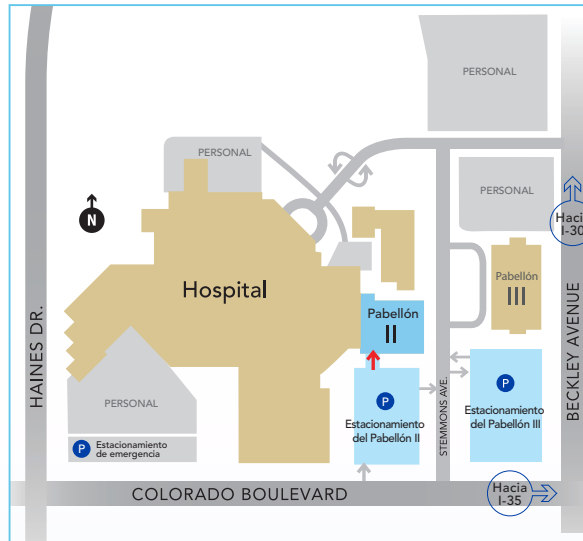 PERSONAL
PERSONAL
PERSONAL
N
Hacia
I-30
Hospital
Pabellón
III
Pabellón
II
HAINES DR.
BECKLEY AVENUE
STEMMONS AVE.
PERSONAL
P
Estacionamiento
del Pabellón II
P
Estacionamiento
del Pabellón III
P
Estacionamiento
de emergencia
COLORADO BOULEVARD
Hacia
I-35